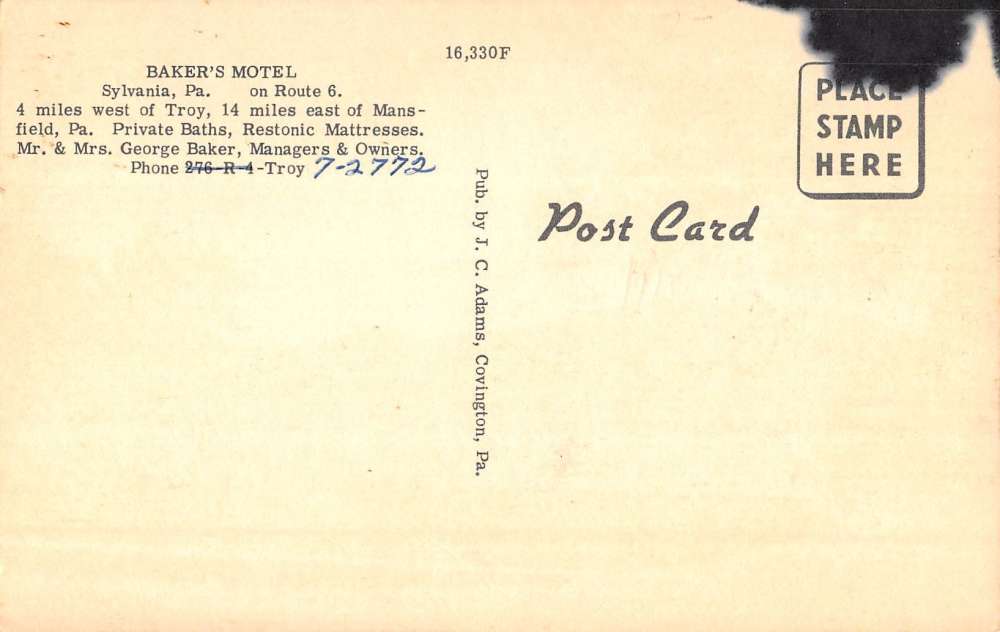 16,330F
BAKER'S MOTEL
Sylvania, Pa. on Route 6.
4 miles west of Troy, 14 miles east of Mans-
field, Pa. Private Baths, Restonic Mattresses.
Mr. & Mrs. George Baker, Managers & Owners.
Phone 276-R-4-Troy 7-2772
Pub. by J. C. Adams, Covington, Pa.
PLACE
STAMP
HERE
Post Card